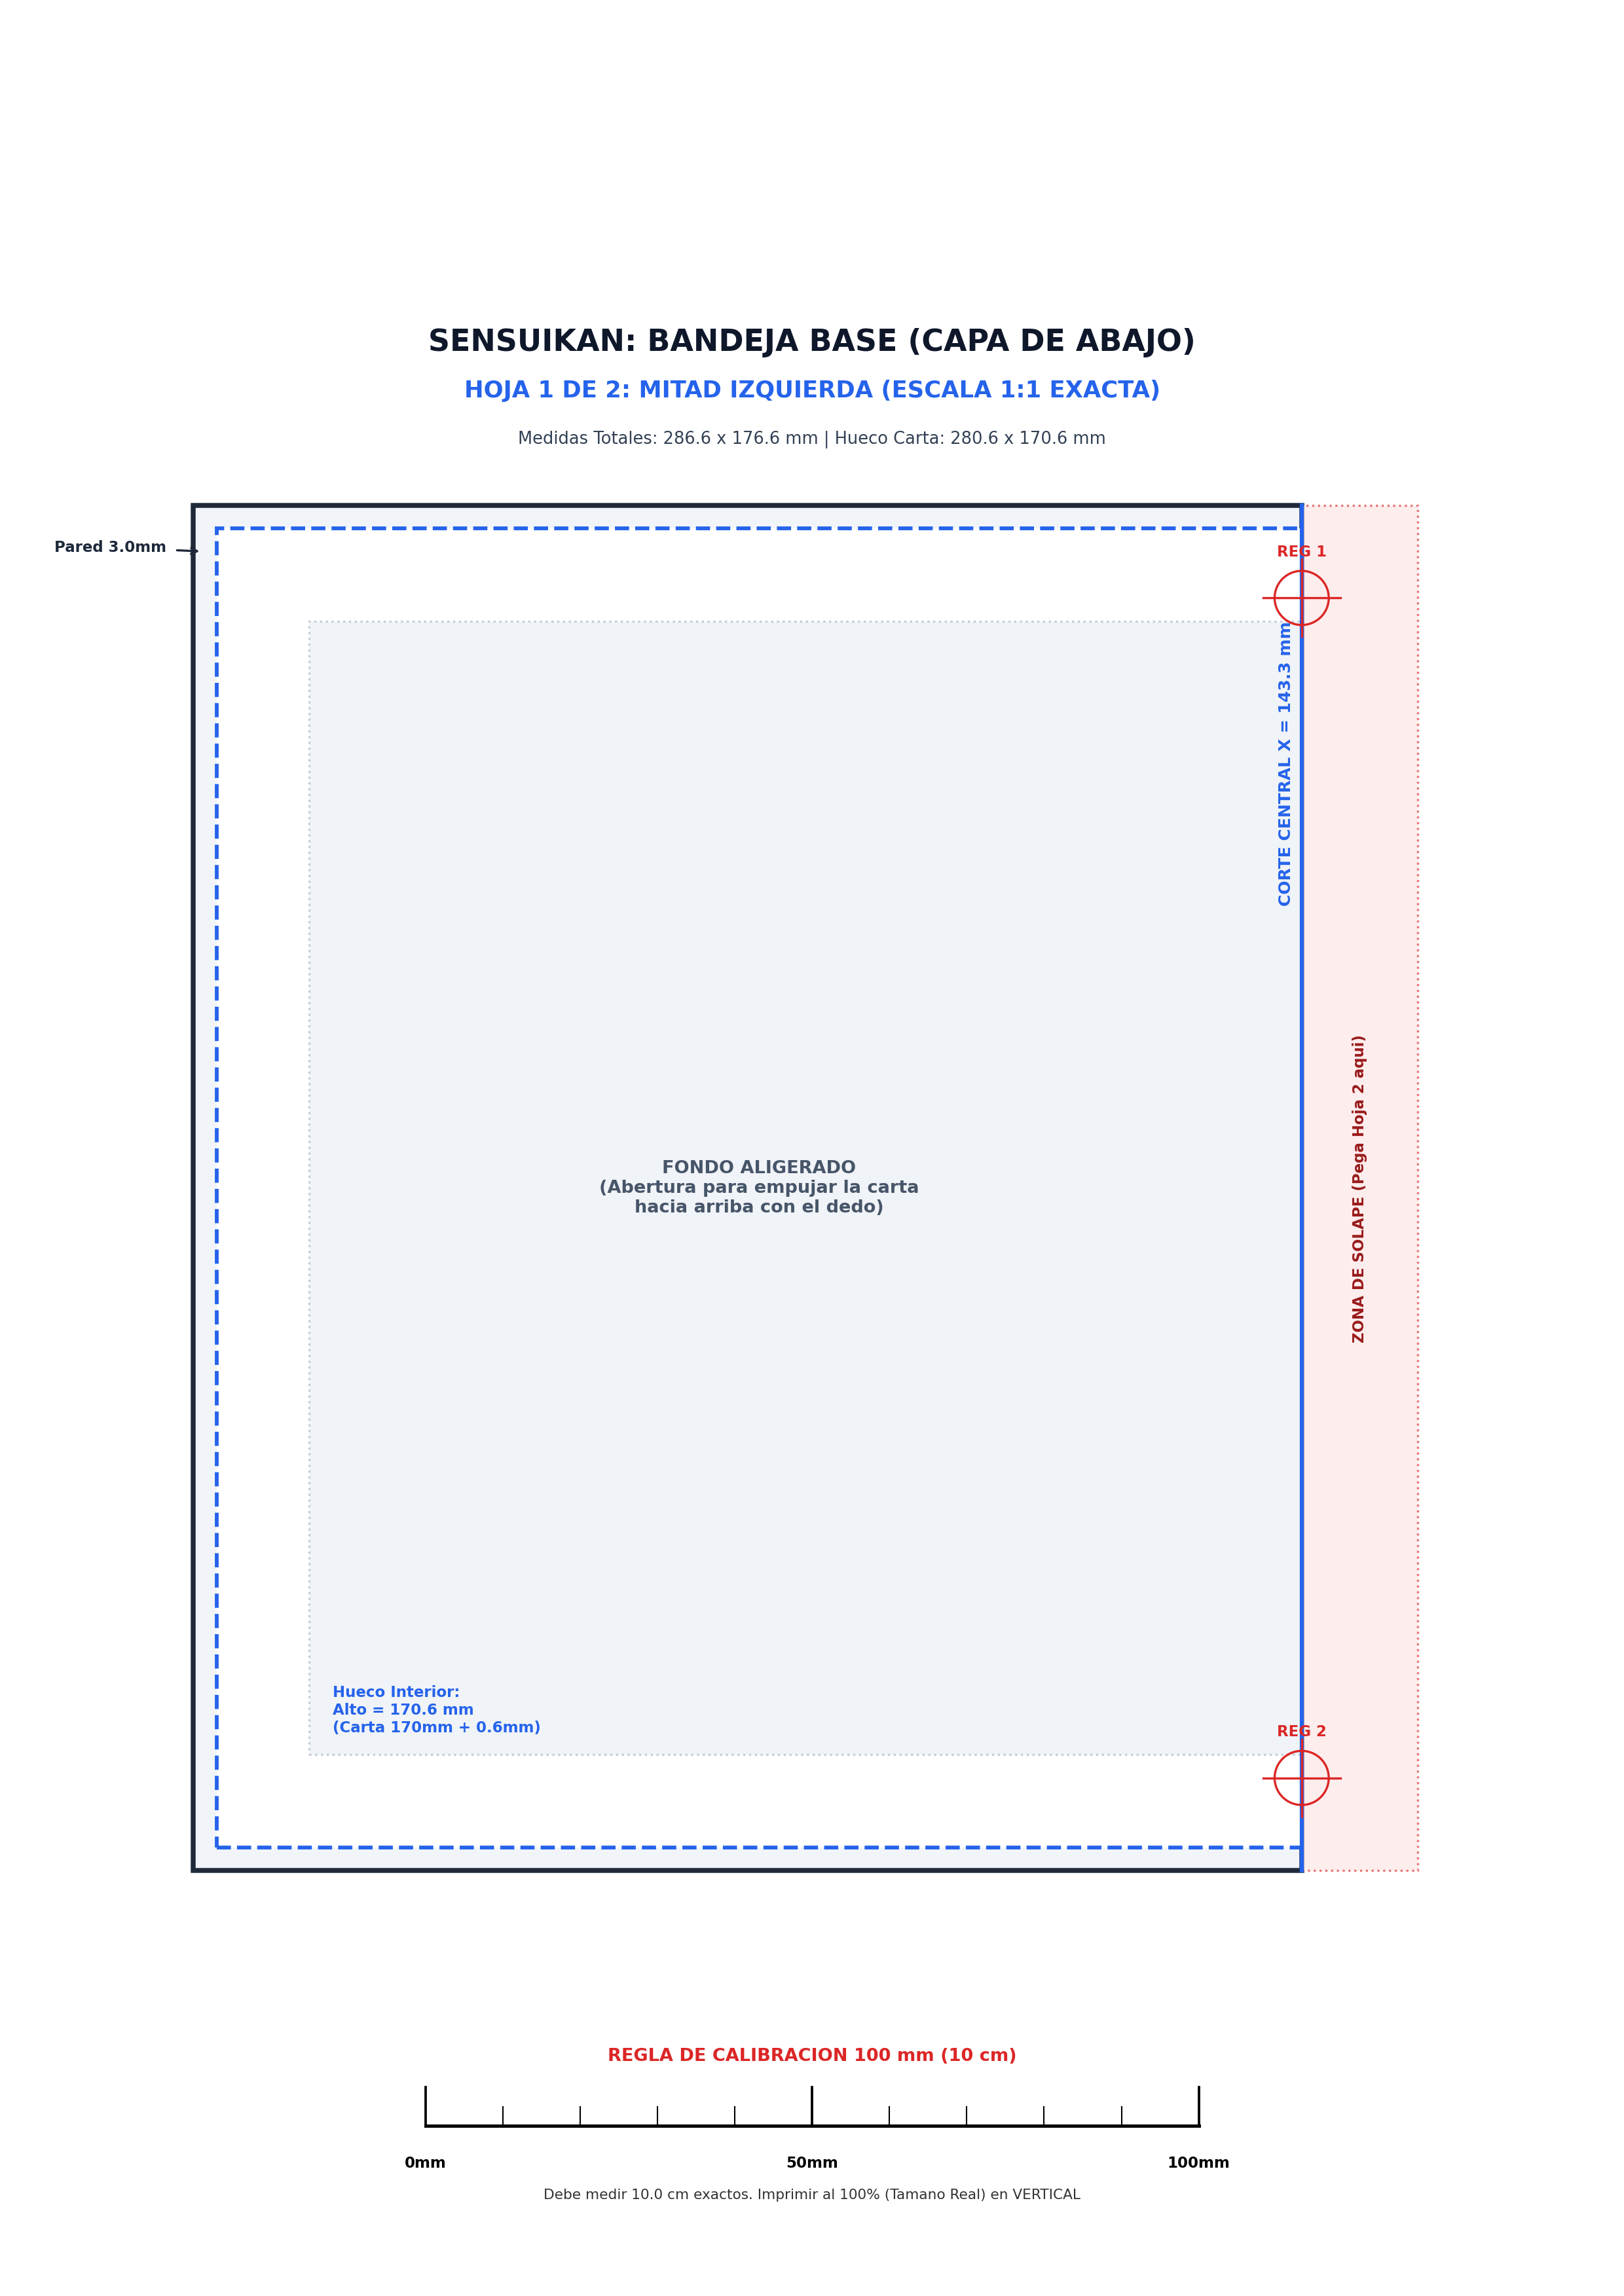 SENSUIKAN: BANDEJA BASE (CAPA DE ABAJO)
HOJA 1 DE 2: MITAD IZQUIERDA (ESCALA 1:1 EXACTA)
Medidas Totales: 286.6 x 176.6 mm | Hueco Carta: 280.6 x 170.6 mm
Pared 3.0mm
REG 1
CORTE CENTRAL X = 143.3 mm
ZONA DE SOLAPE (Pega Hoja 2 aqui)
FONDO ALIGERADO
(Abertura para empujar la carta
hacia arriba con el dedo)
Hueco Interior:
Alto = 170.6 mm
(Carta 170mm + 0.6mm)
REG 2
REGLA DE CALIBRACION 100 mm (10 cm)
0mm
50mm
100mm
Debe medir 10.0 cm exactos. Imprimir al 100% (Tamano Real) en VERTICAL